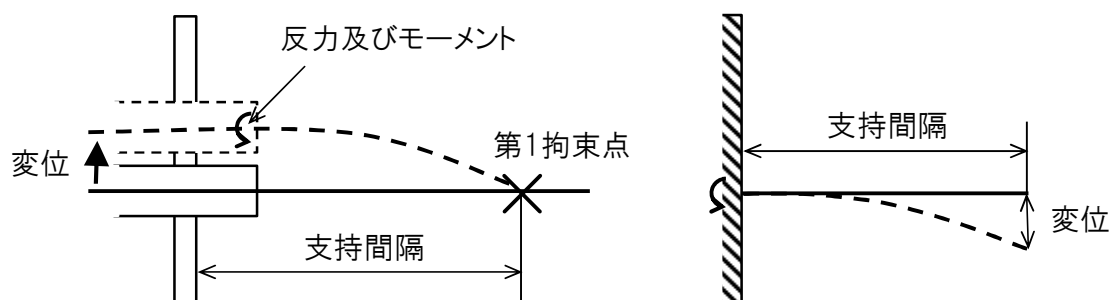 反力及びモーメント
変位
第1拘束点
支持間隔
支持間隔
変位